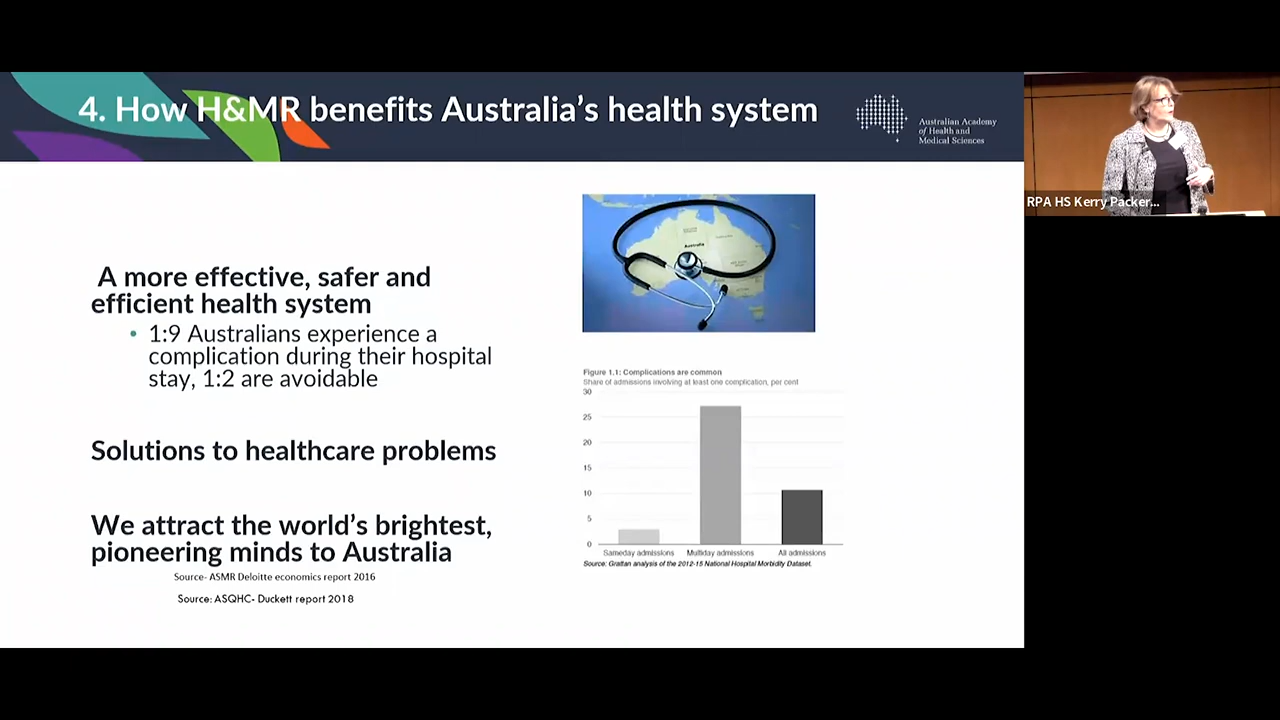 4. How H&MR benefits Australia's health system
Australian Academy
of Health and
Medical Sciences
RPA HS Kerry Packer...
A more effective, safer and
efficient health system
• 1:9 Australians experience a
complication during their hospital
stay, 1:2 are avoidable
Solutions to healthcare problems
We attract the world's brightest,
pioneering minds to Australia
Source- ASMR Deloitte economics report 2016
Source: ASQHC- Duckett report 2018
Australia
Figure 1.1: Complications are common
Share of admissions involving at least one complication, per cent
30
25
20
15
10
5
0
Sameday admissions Multiday admissions All admissions
Source: Grattan analysis of the 2012-15 National Hospital Morbidity Dataset.